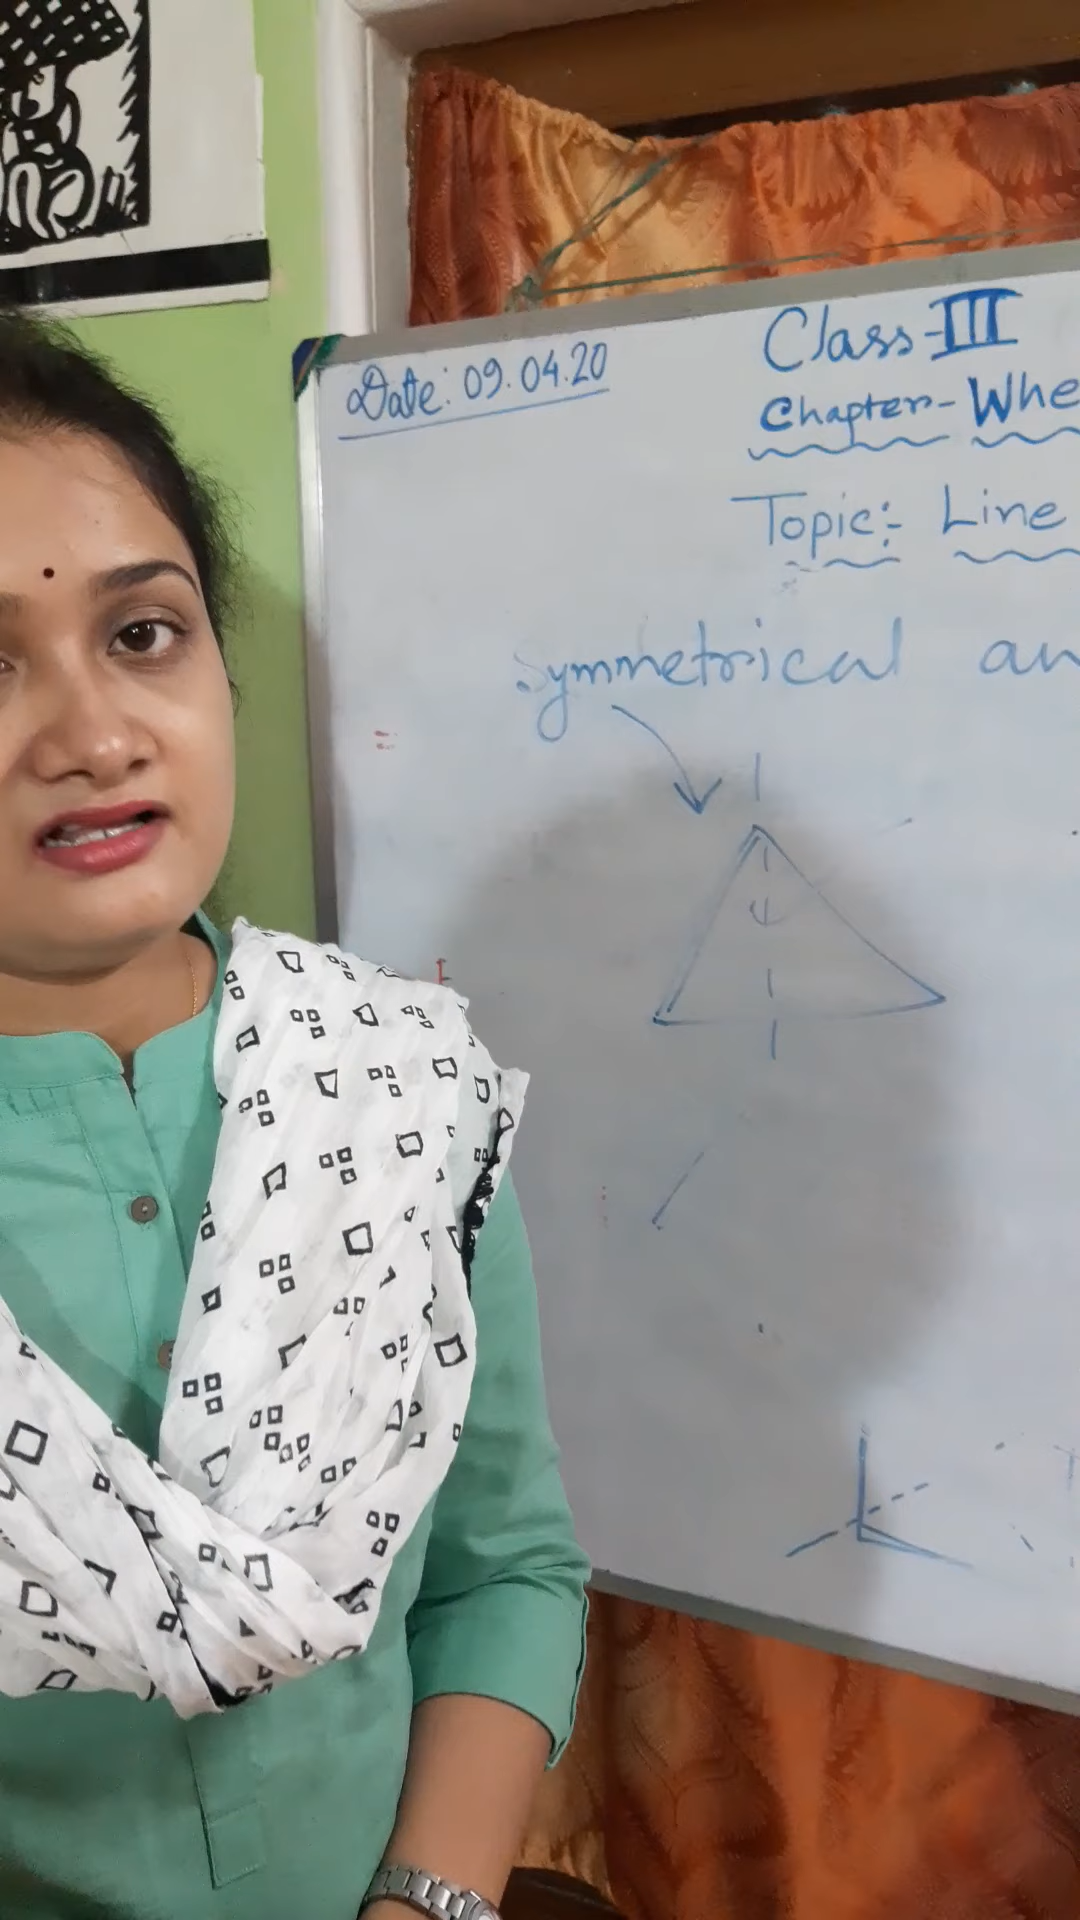 Date: 09.04.20
Class-III
Chapter-Whe
Topic:- Line
Symmetrical an